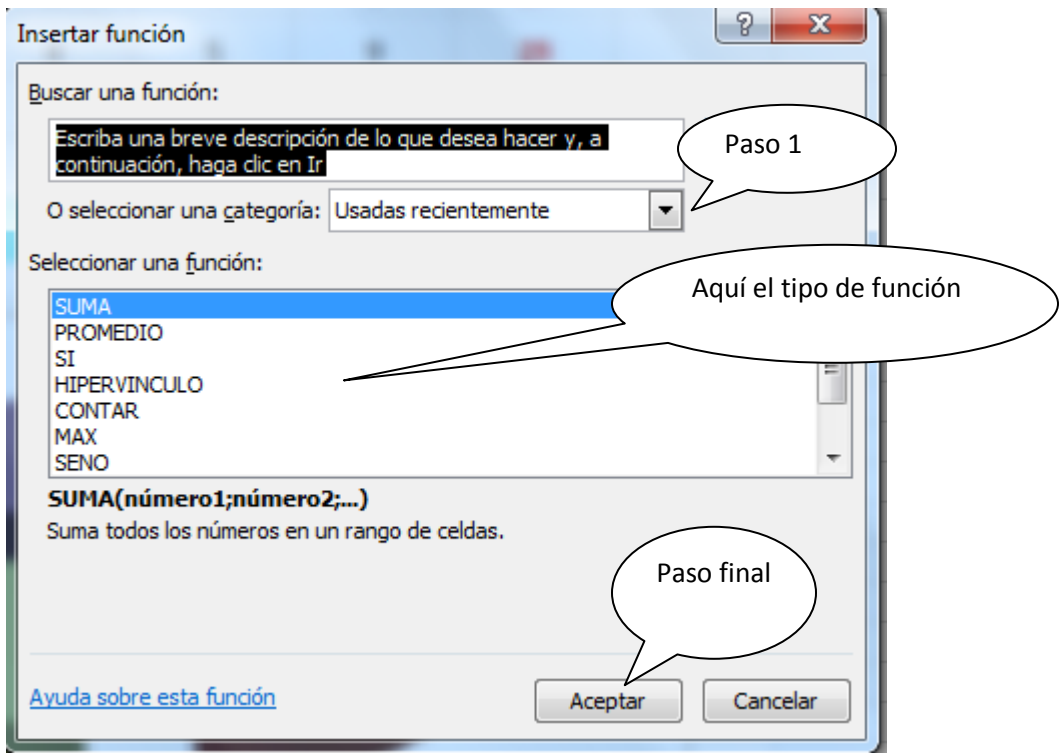 Insertar función
Buscar una función:
Escriba una breve descripción de lo que desea hacer y, a
continuación, haga clic en Ir
Paso 1
O seleccionar una categoría: Usadas recientemente
Seleccionar una función:
Aquí el tipo de función
SUMA
PROMEDIO
SI
HIPERVINCULO
CONTAR
MAX
SENO
SUMA(número1;número2;...)
Suma todos los números en un rango de celdas.
Paso final
Ayuda sobre esta función
Aceptar
Cancelar